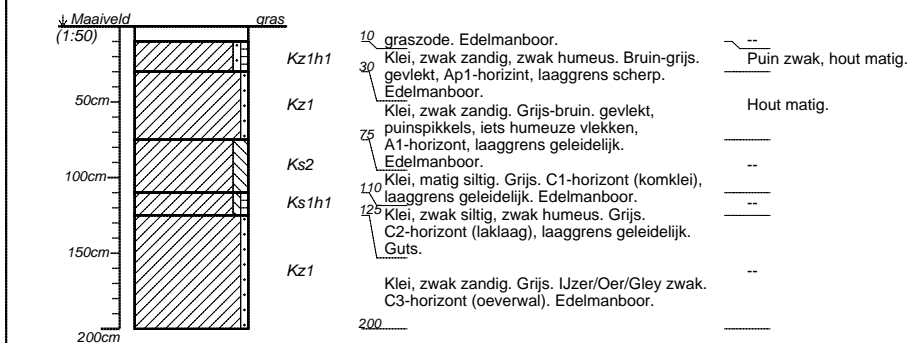 Maaiveld gras
(1:50)
10 graszode. Edelmanboor. --
Kz1h1 Klei, zwak zandig, zwak humeus. Bruin-grijs. Puin zwak, hout matig.
30 gevlekt, Ap1-horizint, laaggrens scherp.
Edelmanboor.
50cm Kz1 Klei, zwak zandig. Grijs-bruin. gevlekt, Hout matig.
puinspikkels, iets humeuze vlekken,
75 A1-horizont, laaggrens geleidelijk.
Ks2 Edelmanboor. --
100cm Klei, matig siltig. Grijs. C1-horizont (komklei),
110 laaggrens geleidelijk. Edelmanboor.
Ks1h1 --
125 Klei, zwak siltig, zwak humeus. Grijs.
C2-horizont (laklaag), laaggrens geleidelijk.
150cm Guts.
Kz1 --
Klei, zwak zandig. Grijs. IJzer/Oer/Gley zwak.
C3-horizont (oeverwal). Edelmanboor.
200
200cm